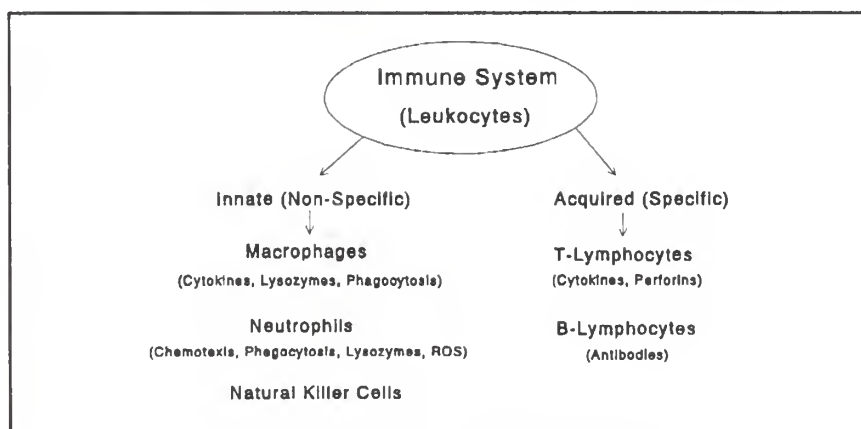 Immune System
(Leukocytes)
Innate (Non-Specific)
Acquired (Specific)
Macrophages
(Cytokines, Lysozymes, Phagocytosis)
T-Lymphocytes
(Cytokines, Perforins)
Neutrophils
(Chemotexis, Phagocytosis, Lysozymes, ROS)
B-Lymphocytes
(Antibodies)
Natural Killer Cells